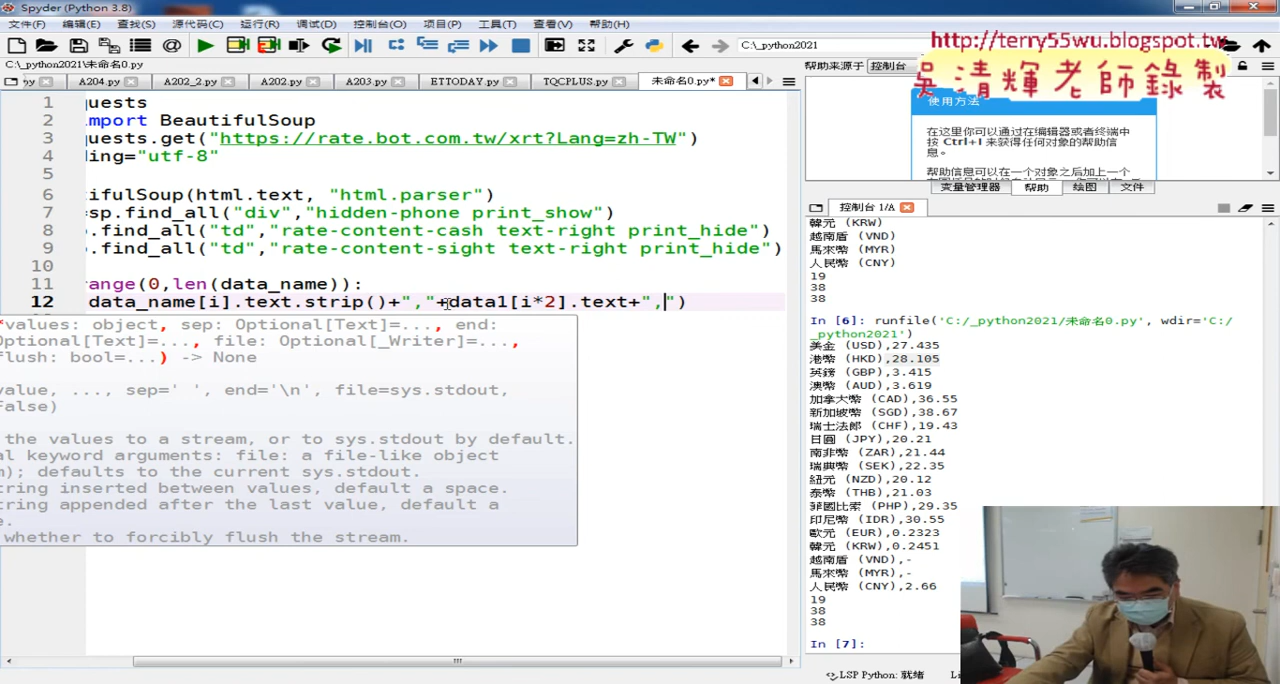 Spyder (Python 3.8)
文件(F) 编辑(E) 查找(S) 源代码(C) 运行(R) 调试(D) 控制台(O) 项目(P) 工具(T) 查看(V) 帮助(H)
C:\_python2021
http://terry55wu.blogspot.tw
吳清輝老師錄製
C:\_python2021\未命名0.py
帮助来源于 控制台
py A204.py A202_2.py A202.py A203.py ETTODAY.py TQCPLUS.py 未命名0.py*
使用方法
在这里你可以通过在编辑器或者终端中
按 Ctrl+I 来获得任何对象的帮助信
息。
帮助信息可以在一个对象之后加上一个
变量管理器 帮助 绘图 文件
控制台 1/A
1 uests
2 import BeautifulSoup
3 quests.get("https://rate.bot.com.tw/xrt?Lang=zh-TW")
4 ding="utf-8"
5
6 tifulSoup(html.text, "html.parser")
7 =sp.find_all("div","hidden-phone print_show")
8 .find_all("td","rate-content-cash text-right print_hide")
9 .find_all("td","rate-content-sight text-right print_hide")
10
11 range(0,len(data_name)):
12 data_name[i].text.strip()+","+data1[i*2].text+",")
*values: object, sep: Optional[Text]=..., end:
Optional[Text]=..., file: Optional[_Writer]=...,
flush: bool=...) -> None
value, ..., sep=' ', end='\n', file=sys.stdout,
False)
the values to a stream, or to sys.stdout by default.
al keyword arguments: file: a file-like object
m); defaults to the current sys.stdout.
tring inserted between values, default a space.
tring appended after the last value, default a
e.
whether to forcibly flush the stream.
韓元 (KRW)
越南盾 (VND)
馬來幣 (MYR)
人民幣 (CNY)
19
38
38
In [6]: runfile('C:/_python2021/未命名0.py', wdir='C:/
_python2021')
美金 (USD),27.435
港幣 (HKD),28.105
英鎊 (GBP),3.415
澳幣 (AUD),3.619
加拿大幣 (CAD),36.55
新加坡幣 (SGD),38.67
瑞士法郎 (CHF),19.43
日圓 (JPY),20.21
南非幣 (ZAR),21.44
瑞典幣 (SEK),22.35
紐元 (NZD),20.12
泰幣 (THB),21.03
菲國比索 (PHP),29.35
印尼幣 (IDR),30.55
歐元 (EUR),0.2323
韓元 (KRW),0.2451
越南盾 (VND),-
馬來幣 (MYR),-
人民幣 (CNY),2.66
19
38
38
In [7]:
LSP Python: 就绪